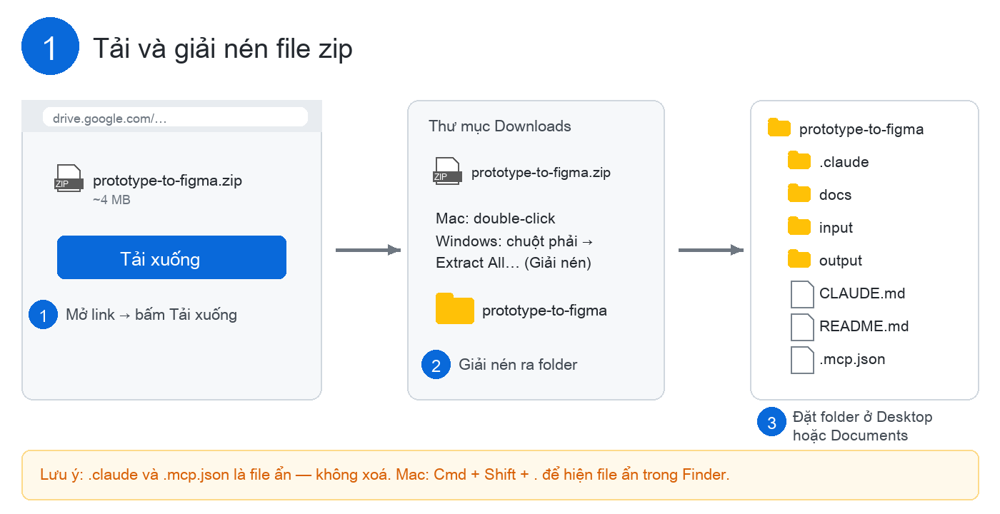 1
Tải và giải nén file zip
drive.google.com/…
ZIP
prototype-to-figma.zip
~4 MB
Tải xuống
1
Mở link → bấm Tải xuống
Thư mục Downloads
ZIP
prototype-to-figma.zip
Mac: double-click
Windows: chuột phải →
Extract All… (Giải nén)
prototype-to-figma
2
Giải nén ra folder
prototype-to-figma
.claude
docs
input
output
CLAUDE.md
README.md
.mcp.json
3
Đặt folder ở Desktop
hoặc Documents
Lưu ý: .claude và .mcp.json là file ẩn — không xoá. Mac: Cmd + Shift + . để hiện file ẩn trong Finder.